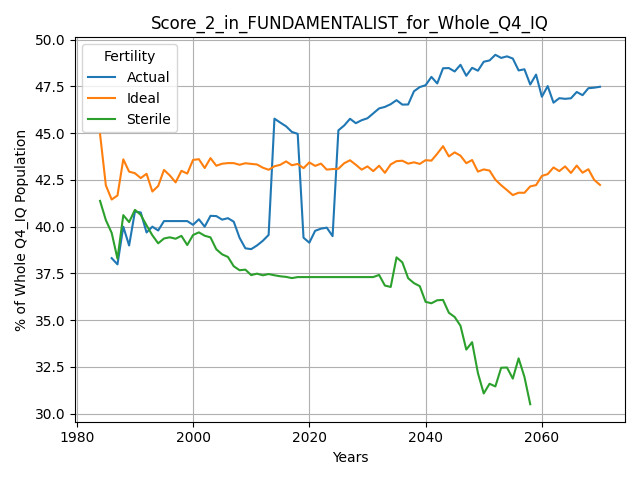 Score_2_in_FUNDAMENTALIST_for_Whole_Q4_IQ
50.0
47.5
45.0
42.5
40.0
37.5
35.0
32.5
30.0
% of Whole Q4_IQ Population
Fertility
Actual
Ideal
Sterile
1980
2000
2020
2040
2060
Years